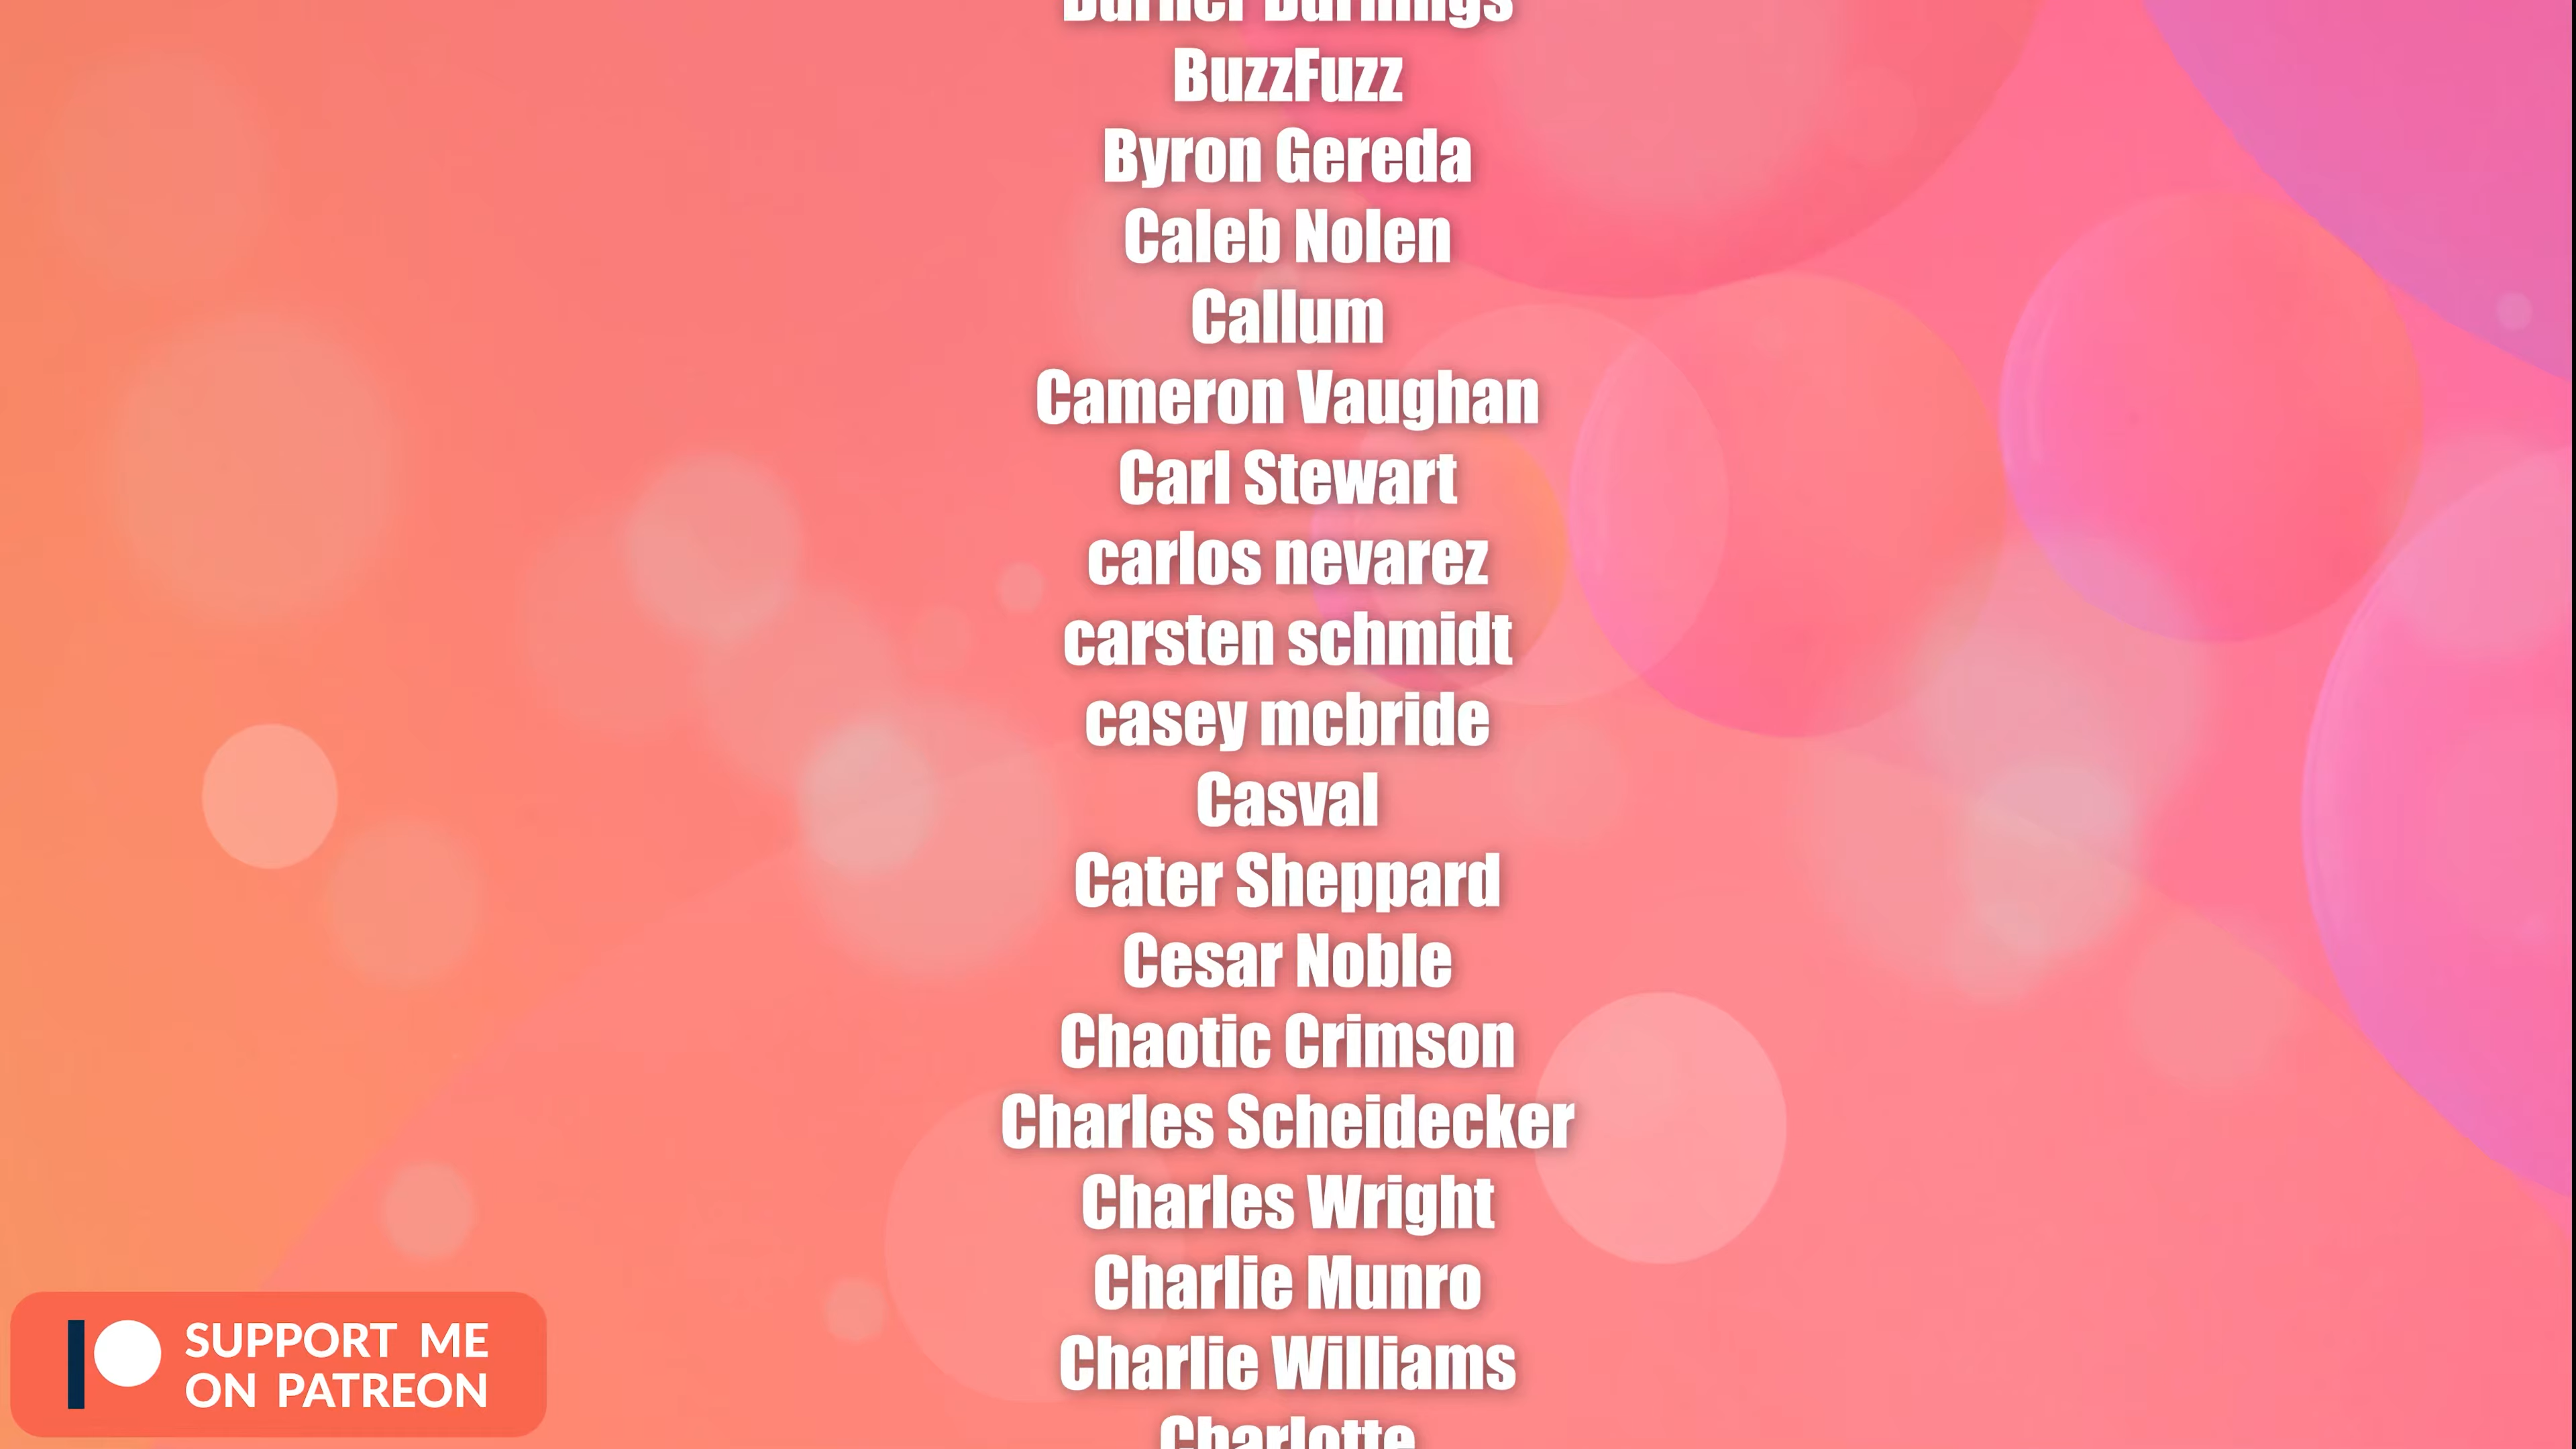 BuzzFuzz
Byron Gereda
Caleb Nolen
Callum
Cameron Vaughan
Carl Stewart
carlos nevarez
carsten schmidt
casey mcbride
Casval
Cater Sheppard
Cesar Noble
Chaotic Crimson
Charles Scheidecker
Charles Wright
Charlie Munro
Charlie Williams
Charlotte
SUPPORT ME
ON PATREON